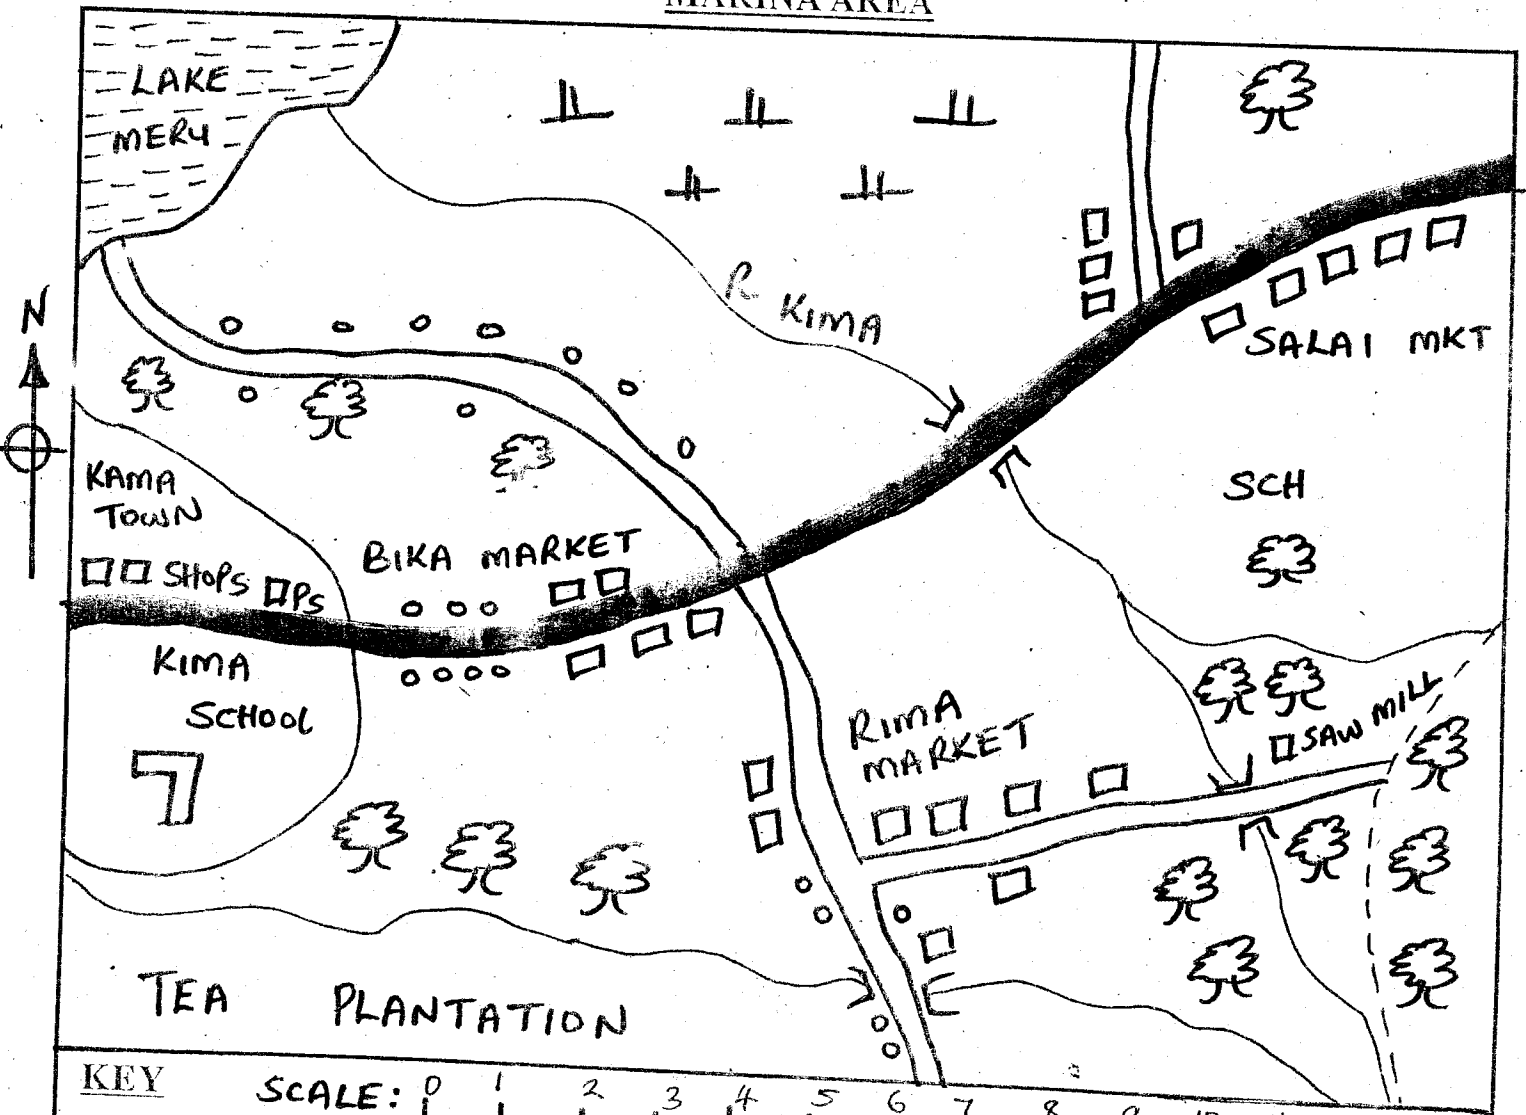 MARINA AREA
LAKE
MERU
R KIMA
SALAI MKT
N
KAMA
TOWN
SCH
BIKA MARKET
SHOPS
PS
KIMA
SCHOOL
RIMA
MARKET
SAW MILL
TEA PLANTATION
KEY
SCALE: 0 1 2 3 4 5 6 7 8